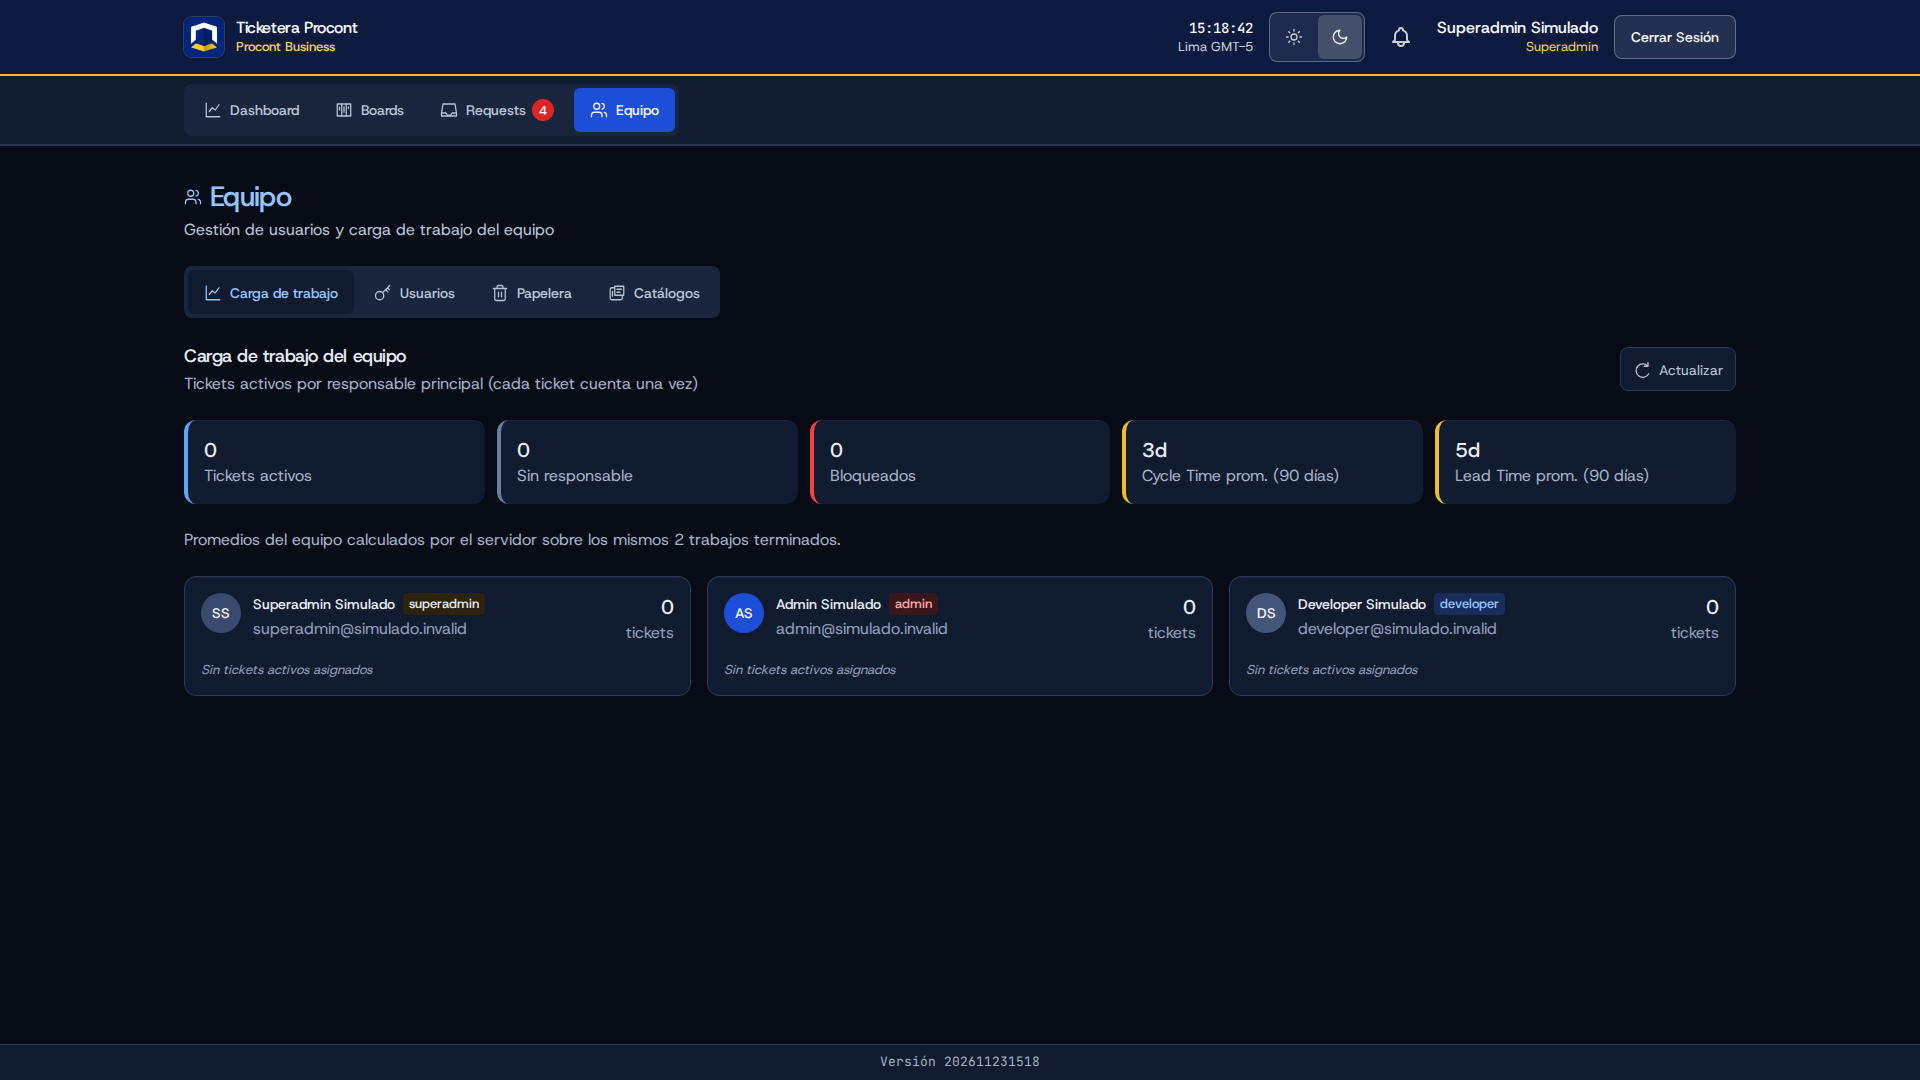 Ticketera Procont
Procont Business
15:18:42
Lima GMT-5
Superadmin Simulado
Superadmin
Cerrar Sesión
Dashboard
Boards
Requests 4
Equipo
Equipo
Gestión de usuarios y carga de trabajo del equipo
Carga de trabajo
Usuarios
Papelera
Catálogos
Carga de trabajo del equipo
Tickets activos por responsable principal (cada ticket cuenta una vez)
Actualizar
0
Tickets activos
0
Sin responsable
0
Bloqueados
3d
Cycle Time prom. (90 días)
5d
Lead Time prom. (90 días)
Promedios del equipo calculados por el servidor sobre los mismos 2 trabajos terminados.
SS
Superadmin Simulado superadmin
superadmin@simulado.invalid
0
tickets
Sin tickets activos asignados
AS
Admin Simulado admin
admin@simulado.invalid
0
tickets
Sin tickets activos asignados
DS
Developer Simulado developer
developer@simulado.invalid
0
tickets
Sin tickets activos asignados
Versión 202611231518